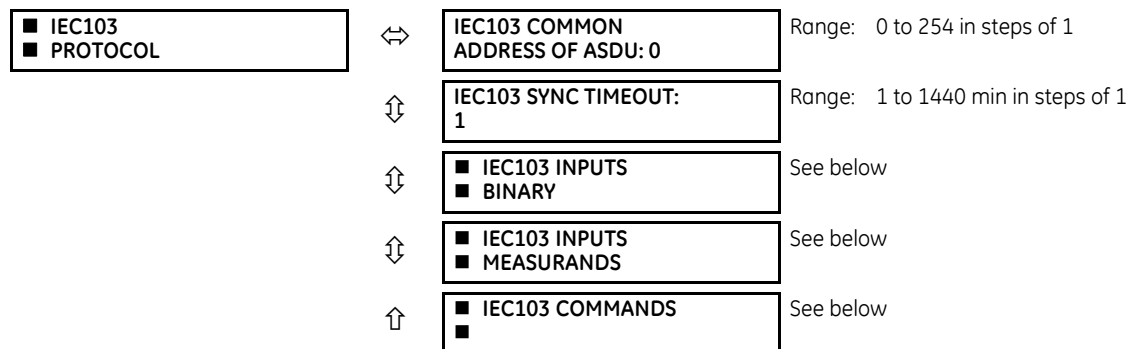 ■ IEC103
■ PROTOCOL
IEC103 COMMON
ADDRESS OF ASDU: 0
Range: 0 to 254 in steps of 1
IEC103 SYNC TIMEOUT:
1
Range: 1 to 1440 min in steps of 1
■ IEC103 INPUTS
■ BINARY
See below
■ IEC103 INPUTS
■ MEASURANDS
See below
■ IEC103 COMMANDS
■
See below